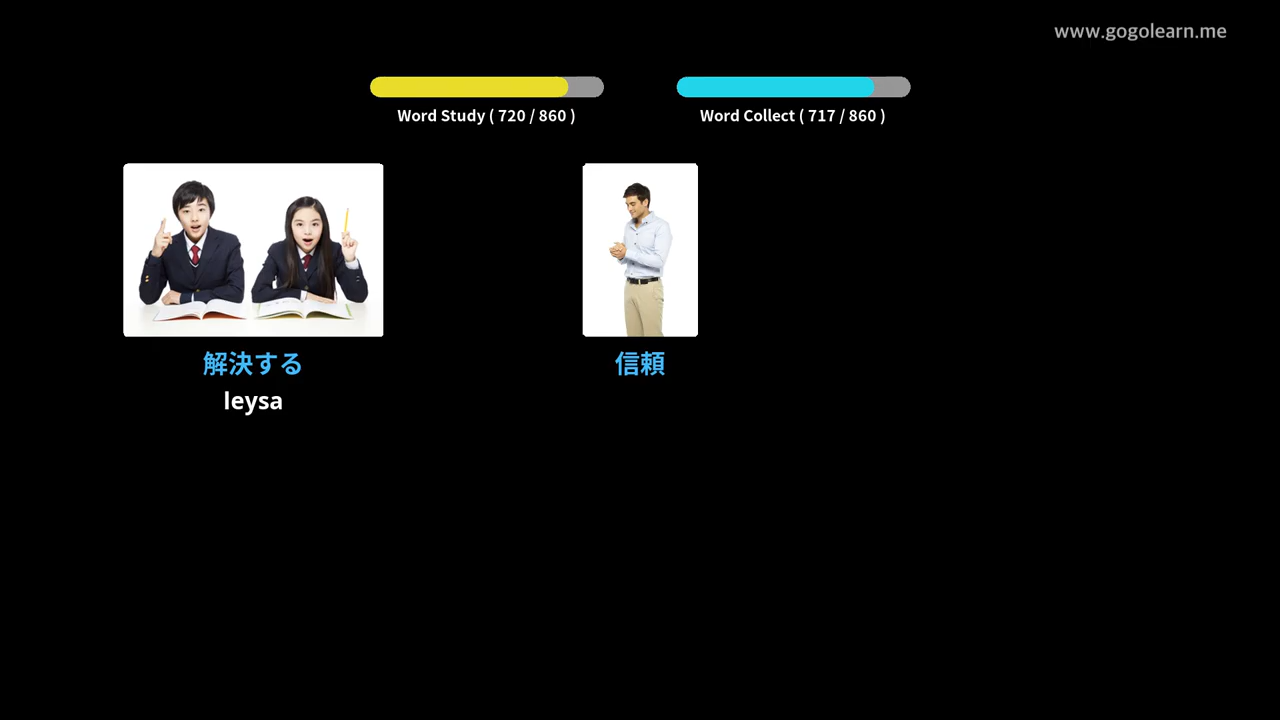 www.gogolearn.me
Word Study ( 720 / 860 )
Word Collect ( 717 / 860 )
解決する
leysa
信頼